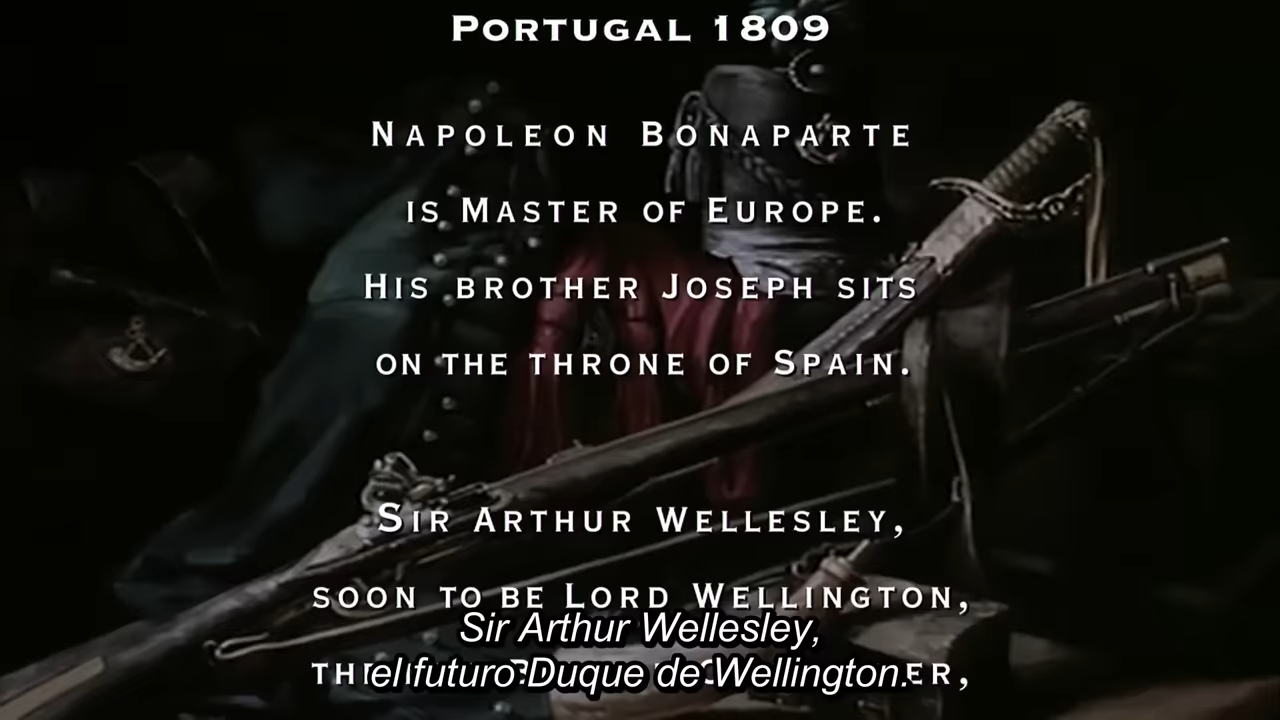 PORTUGAL 1809
NAPOLEON BONAPARTE
IS MASTER OF EUROPE.
HIS BROTHER JOSEPH SITS
ON THE THRONE OF SPAIN.
SIR ARTHUR WELLESLEY,
SOON TO BE LORD WELLINGTON,
Sir Arthur Wellesley,
el futuro Duque de Wellington.